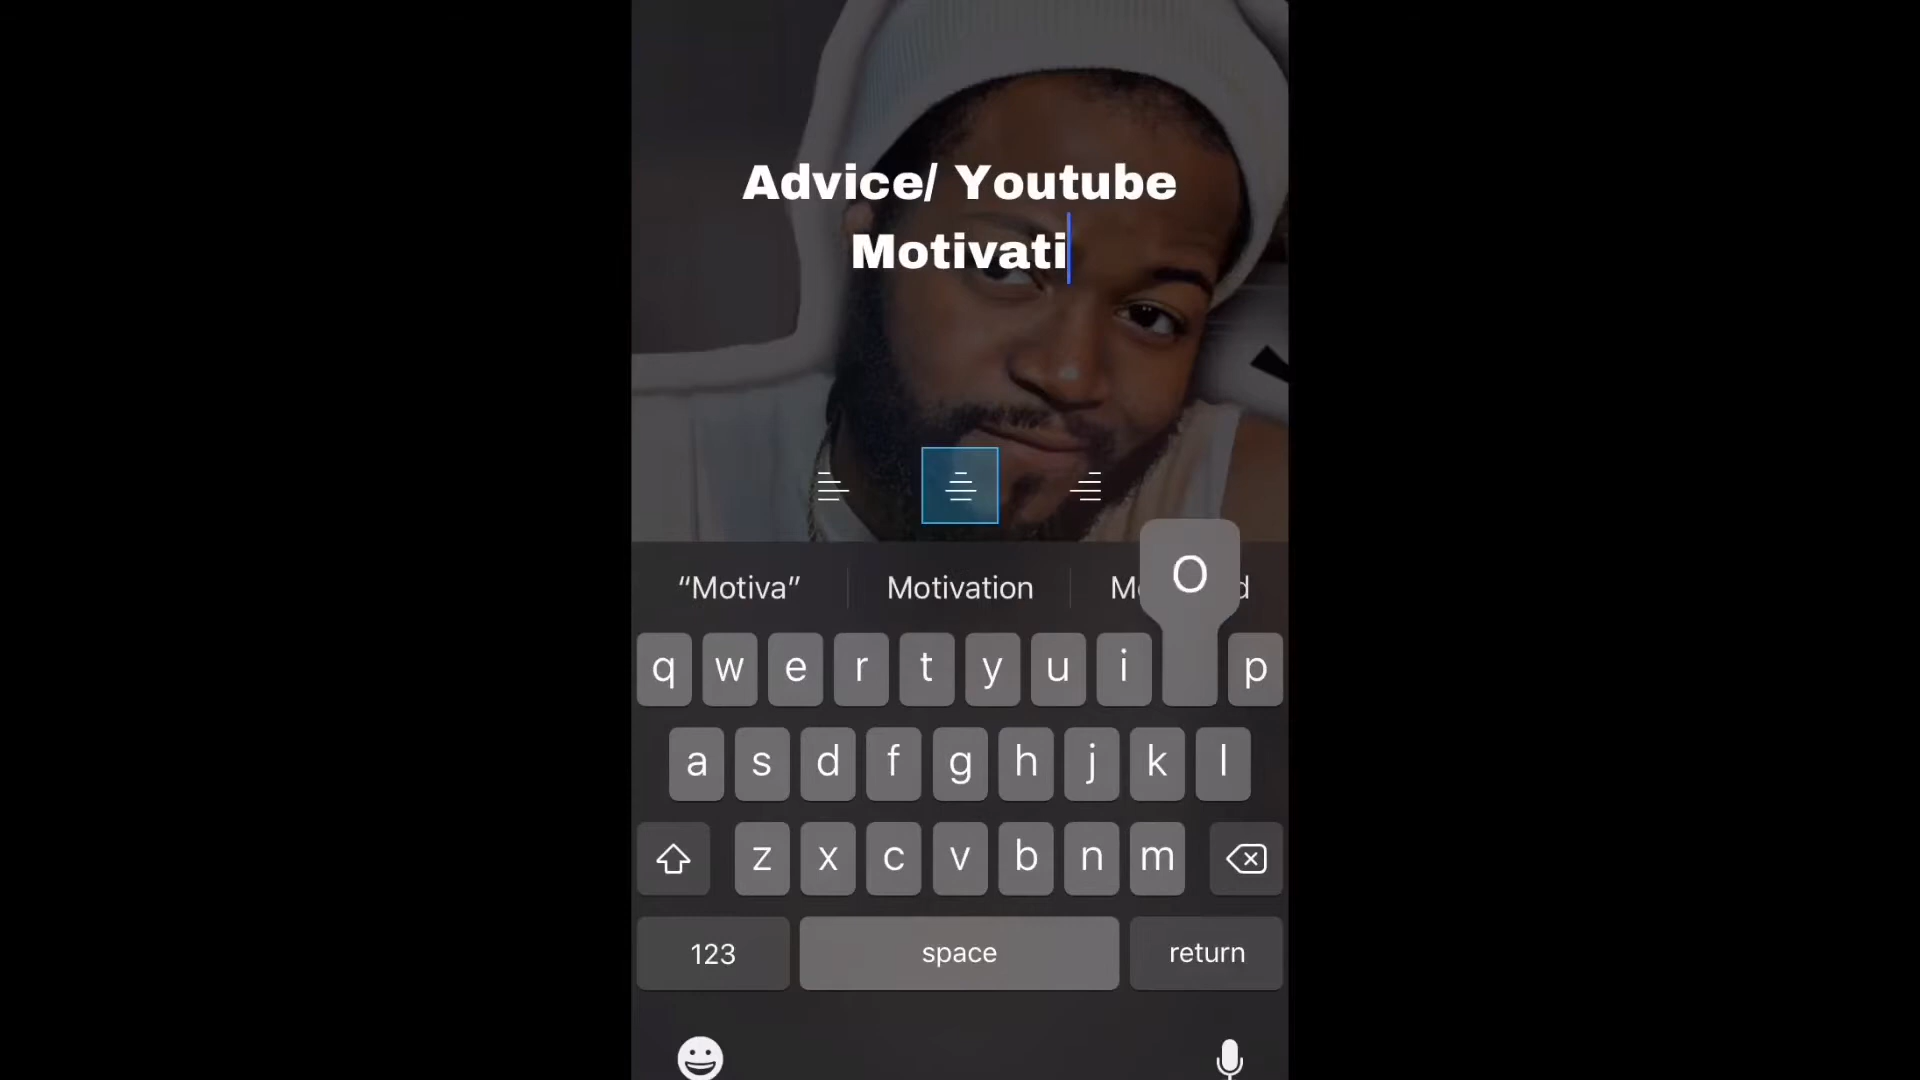 Advice/ Youtube
Motivati
“Motiva” Motivation
O
q w e r t y u i p
a s d f g h j k l
z x c v b n m
123 space return